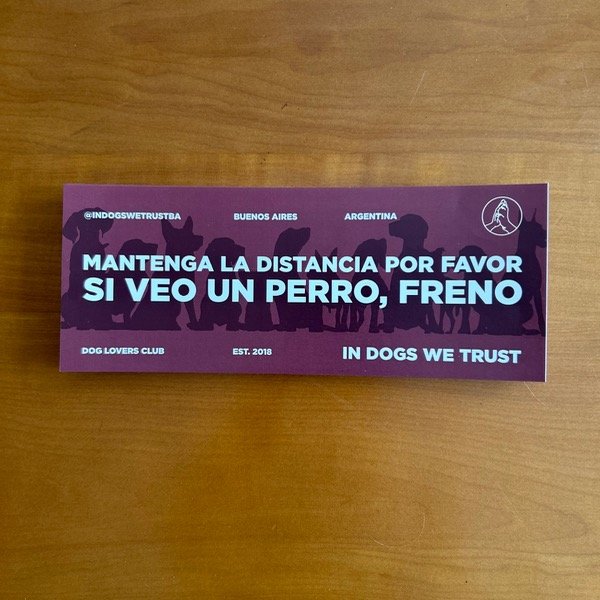 @INDOGSWETRUSTBA BUENOS AIRES ARGENTINA
MANTENGA LA DISTANCIA POR FAVOR
SI VEO UN PERRO, FRENO
DOG LOVERS CLUB EST. 2018 IN DOGS WE TRUST